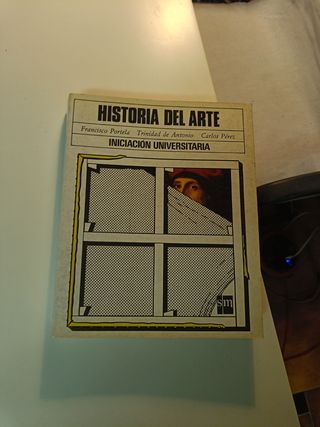 HISTORIA DEL ARTE
Francisco Portela Trinidad de Antonio Carlos Pérez
INICIACIÓN UNIVERSITARIA
sm